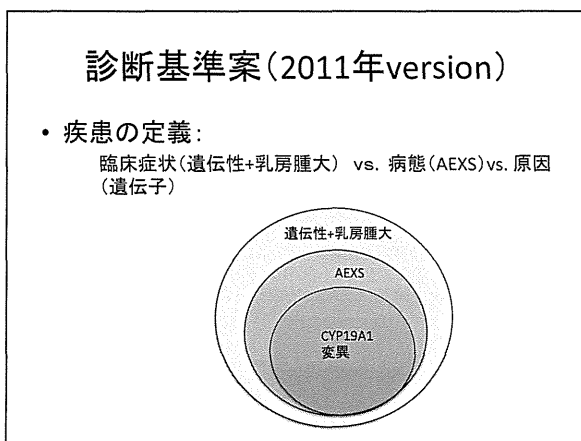 診断基準案(2011年version)
• 疾患の定義:
臨床症状(遺伝性+乳房腫大) vs. 病態(AEXS)vs. 原因
(遺伝子)
遺伝性+乳房腫大
AEXS
CYP19A1
変異